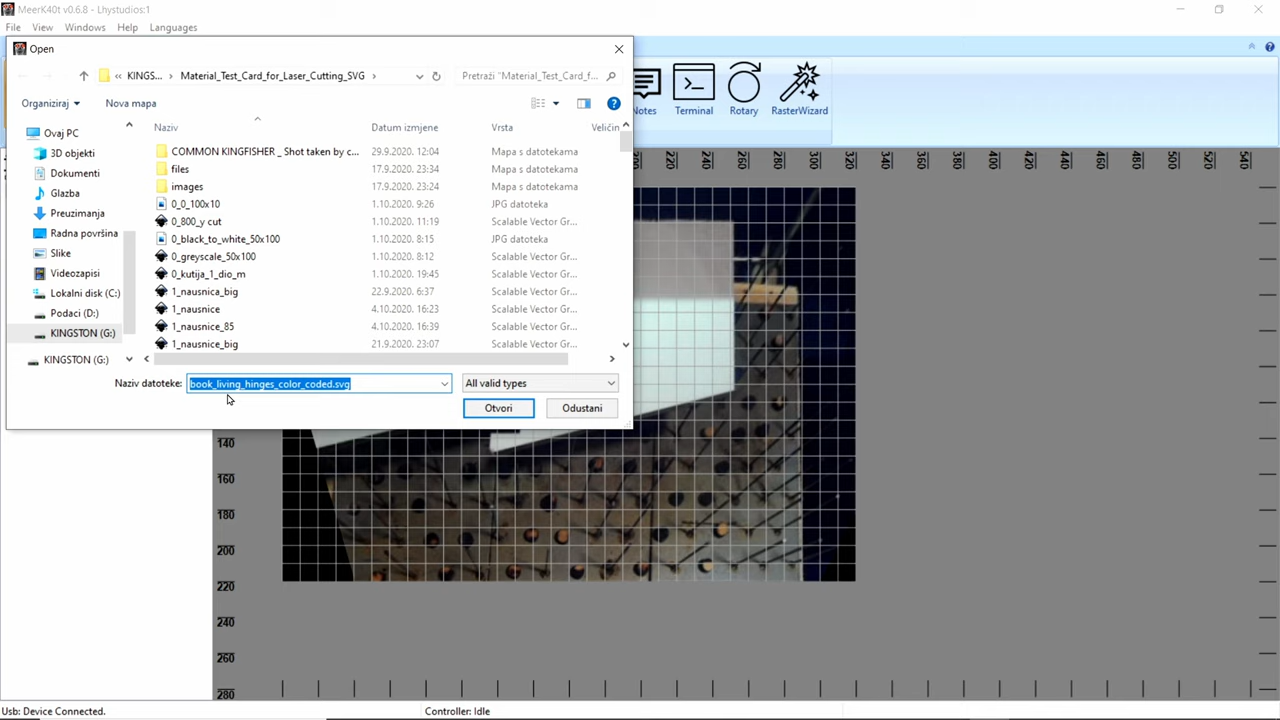 MeerK40t v0.6.8 - Lhystudios:1
File View Windows Help Languages
Open
« KINGS... › Material_Test_Card_for_Laser_Cutting_SVG ›
Pretraži "Material_Test_Card_f...
Organiziraj Nova mapa
Notes Terminal Rotary RasterWizard
Naziv Datum izmjene Vrsta Veličin
Ovaj PC
3D objekti
Dokumenti
Glazba
Preuzimanja
Radna površina
Slike
Videozapisi
Lokalni disk (C:)
Podaci (D:)
KINGSTON (G:)
KINGSTON (G:)
COMMON KINGFISHER _ Shot taken by c... 29.9.2020. 12:04 Mapa s datotekama
files 17.9.2020. 23:34 Mapa s datotekama
images 17.9.2020. 23:24 Mapa s datotekama
0_0_100x10 1.10.2020. 9:26 JPG datoteka
0_800_y cut 1.10.2020. 11:19 Scalable Vector Gr...
0_black_to_white_50x100 1.10.2020. 8:15 JPG datoteka
0_greyscale_50x100 1.10.2020. 8:12 Scalable Vector Gr...
0_kutija_1_dio_m 1.10.2020. 19:45 Scalable Vector Gr...
1_nausnica_big 22.9.2020. 6:37 Scalable Vector Gr...
1_nausnice 4.10.2020. 16:23 Scalable Vector Gr...
1_nausnice_85 4.10.2020. 16:39 Scalable Vector Gr...
1_nausnice_big 21.9.2020. 23:07 Scalable Vector Gr...
Naziv datoteke: book_living_hinges_color_coded.svg All valid types
Otvori Odustani
220 240 260 280 300 320 340 360 380 400 420 440 460 480 500 520 540
140
160
180
200
220
240
260
280
Usb: Device Connected. Controller: Idle